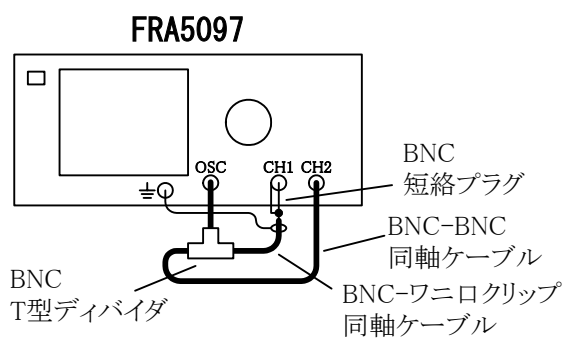 FRA5097
OSC
CH1
CH2
BNC
短絡プラグ
BNC-BNC
同軸ケーブル
BNC
T型ディバイダ
BNC-ワニ口クリップ
同軸ケーブル